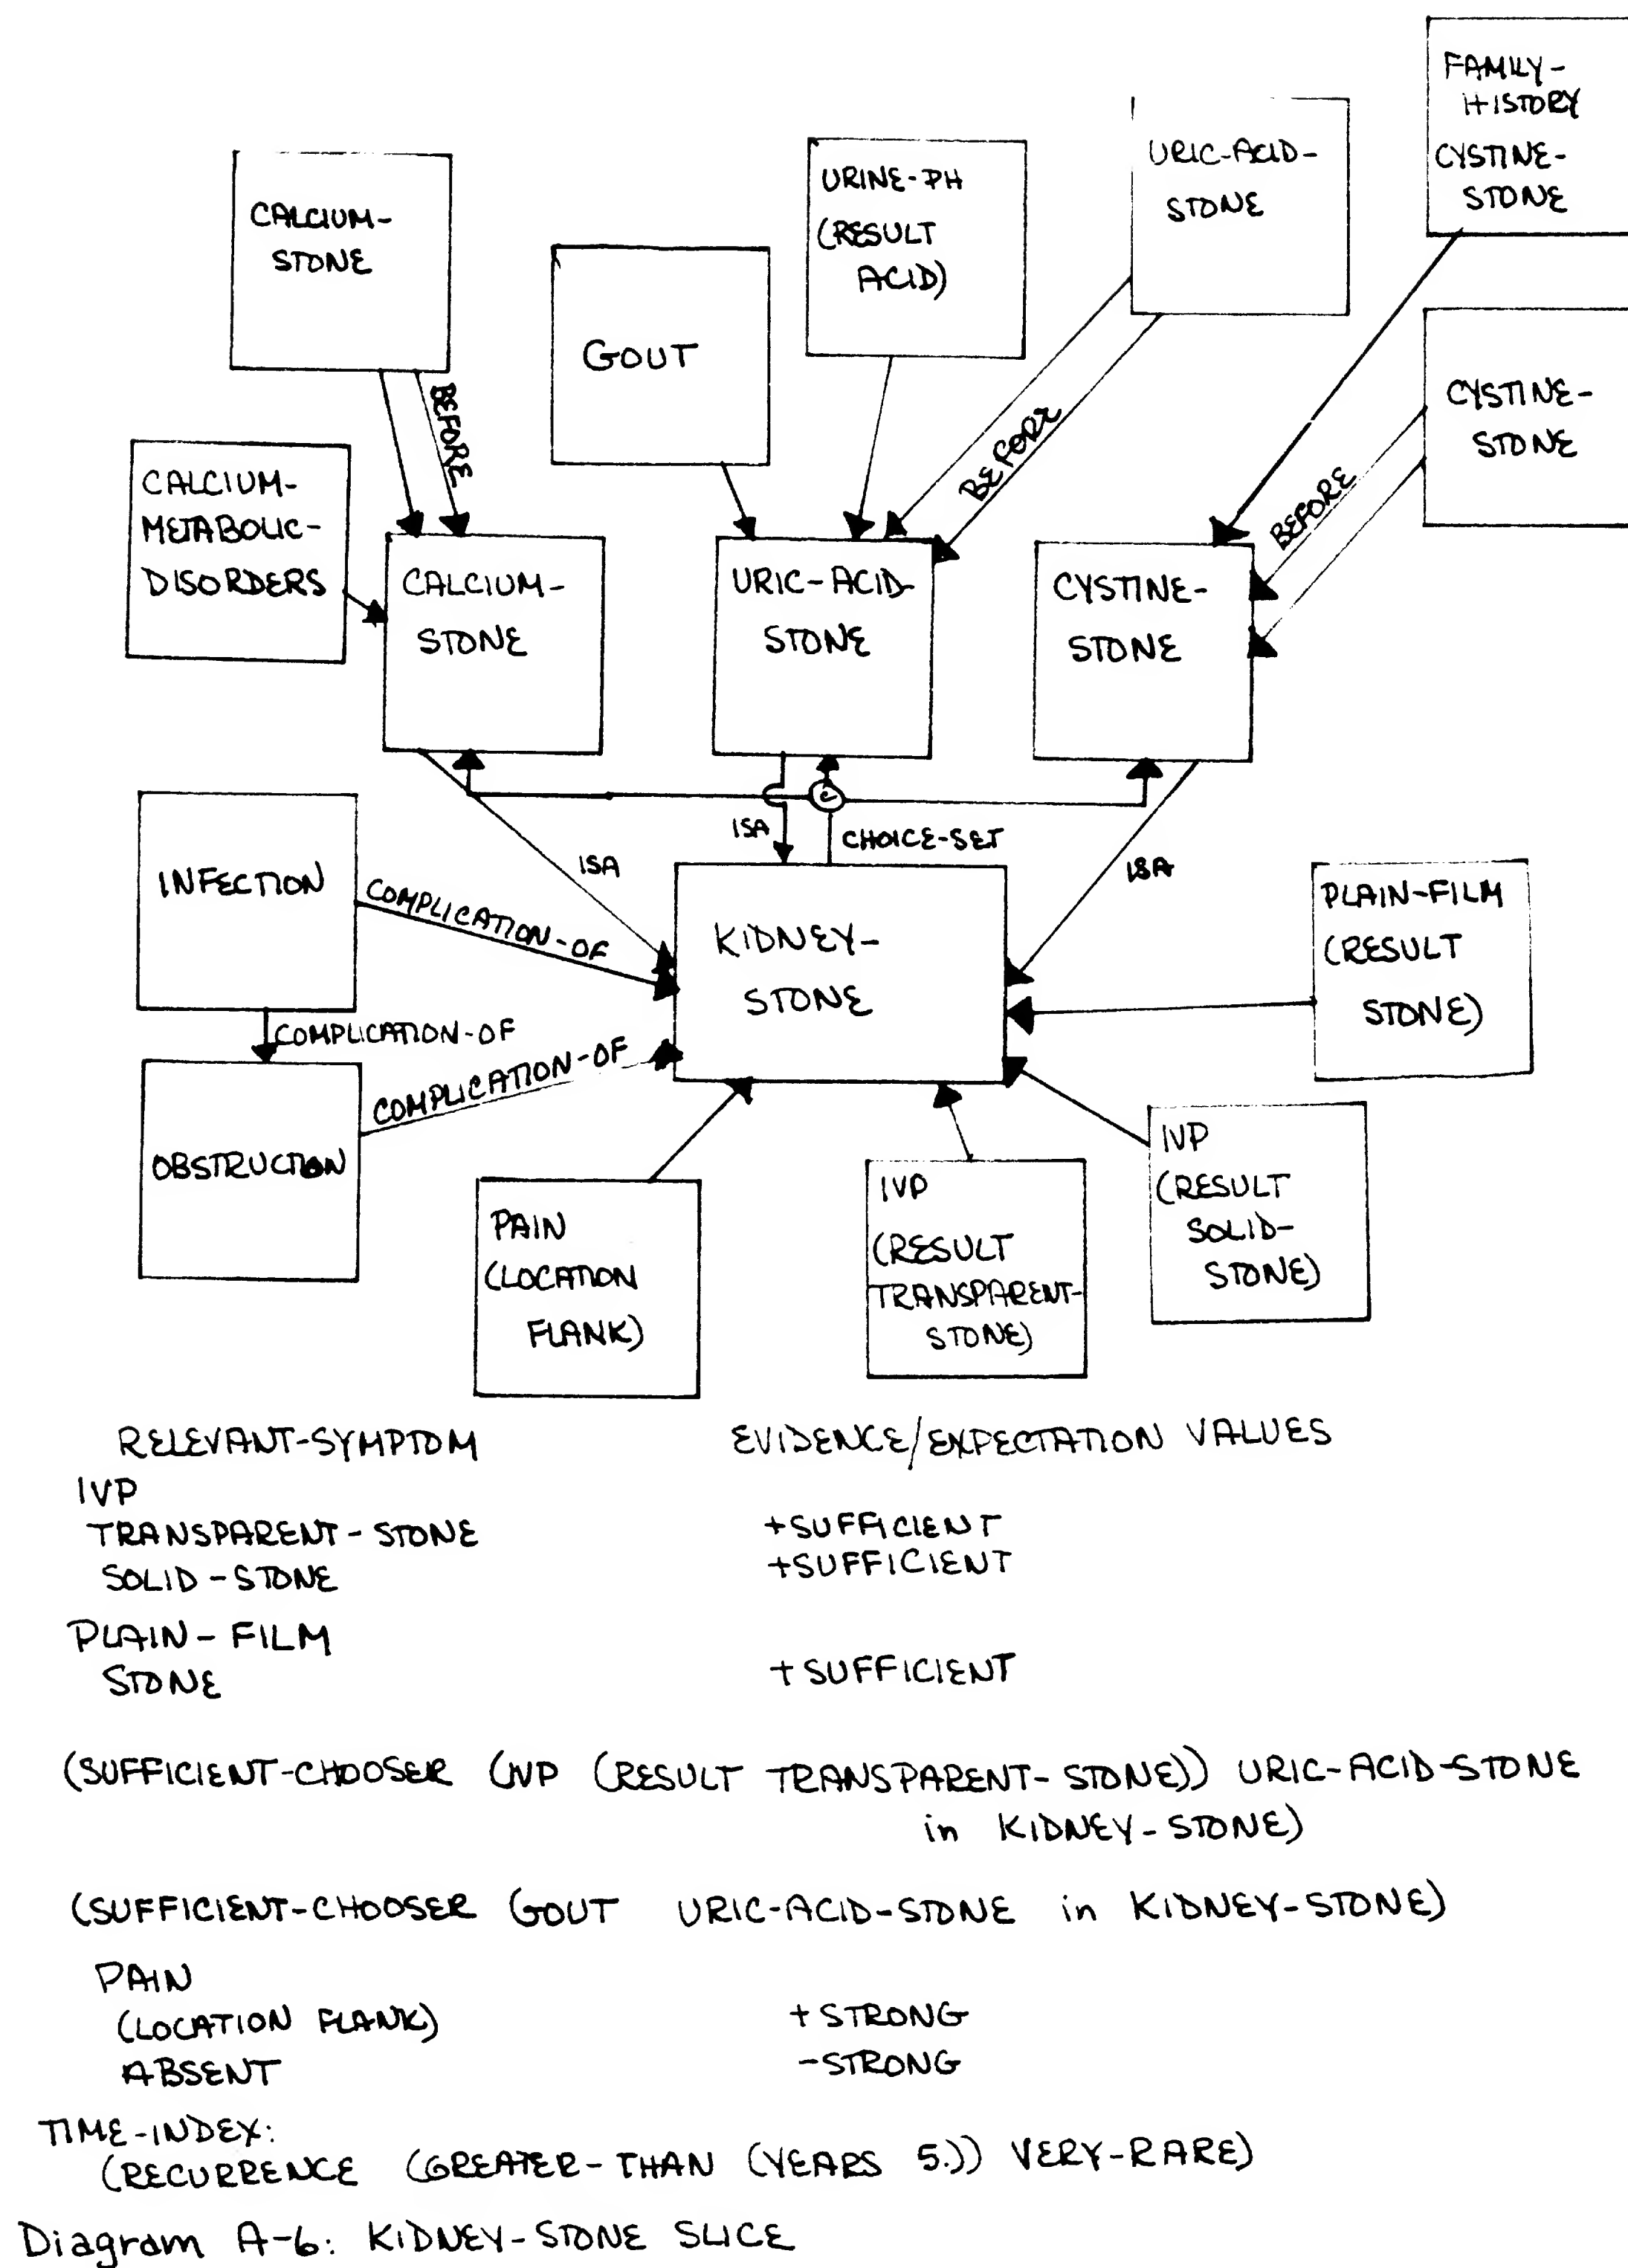 FAMILY-
HISTORY
CYSTINE-
STONE
URIC-ACID-
STONE
URINE-PH
(RESULT
ACID)
CALCIUM-
STONE
GOUT
CYSTINE-
STONE
BEFORE
BEFORE
BEFORE
CALCIUM-
METABOLIC-
DISORDERS
CALCIUM-
STONE
URIC-ACID-
STONE
CYSTINE-
STONE
e
ISA
ISA
CHOICE-SET
ISA
INFECTION
COMPLICATION-OF
KIDNEY-
STONE
PLAIN-FILM
(RESULT
STONE)
COMPLICATION-OF
COMPLICATION-OF
OBSTRUCTION
PAIN
(LOCATION
FLANK)
IVP
(RESULT
TRANSPARENT-
STONE)
IVP
(RESULT
SOLID-
STONE)
RELEVANT-SYMPTOM EVIDENCE/EXPECTATION VALUES
IVP
TRANSPARENT-STONE +SUFFICIENT
SOLID-STONE +SUFFICIENT
PLAIN-FILM
STONE +SUFFICIENT
(SUFFICIENT-CHOOSER (IVP (RESULT TRANSPARENT-STONE)) URIC-ACID-STONE
in KIDNEY-STONE)
(SUFFICIENT-CHOOSER GOUT URIC-ACID-STONE in KIDNEY-STONE)
PAIN
(LOCATION FLANK) +STRONG
ABSENT -STRONG
TIME-INDEX:
(RECURRENCE (GREATER-THAN (YEARS 5.)) VERY-RARE)
Diagram A-6: KIDNEY-STONE SLICE